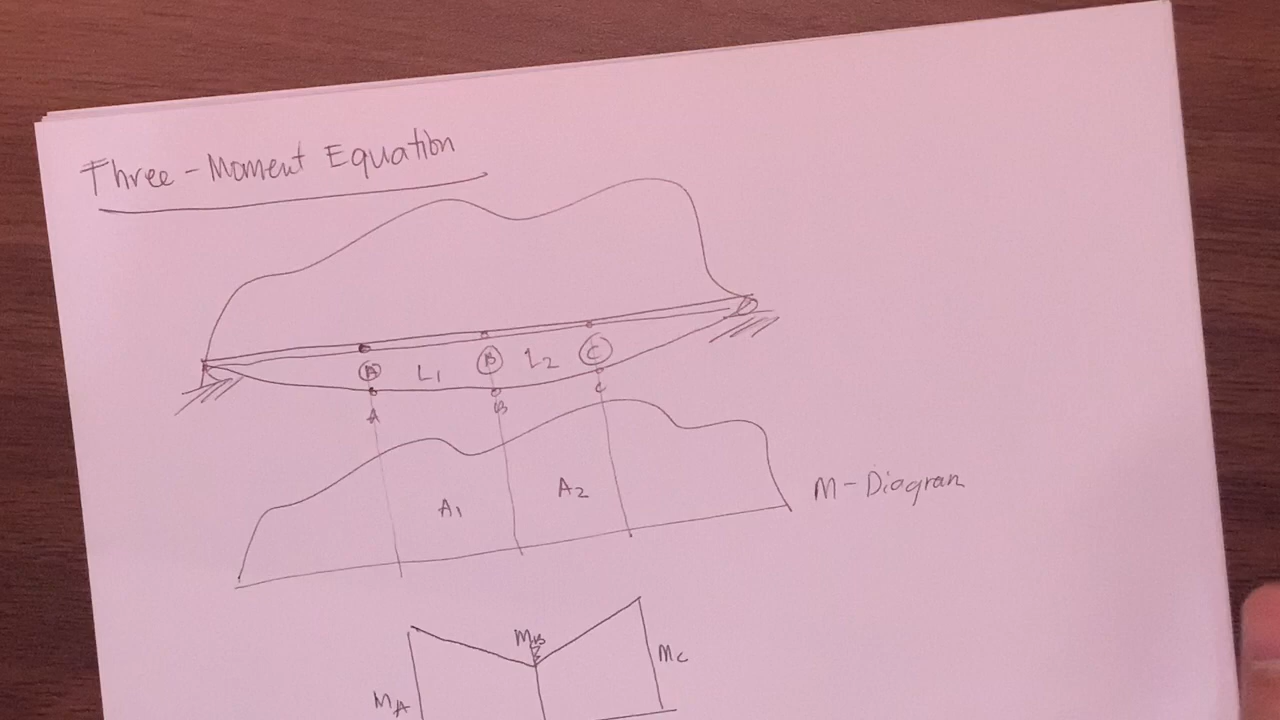 Three-Moment Equation
A L₁ B L₂ C
A B C
A₁ A₂ M-Diagram
MB
MA MC